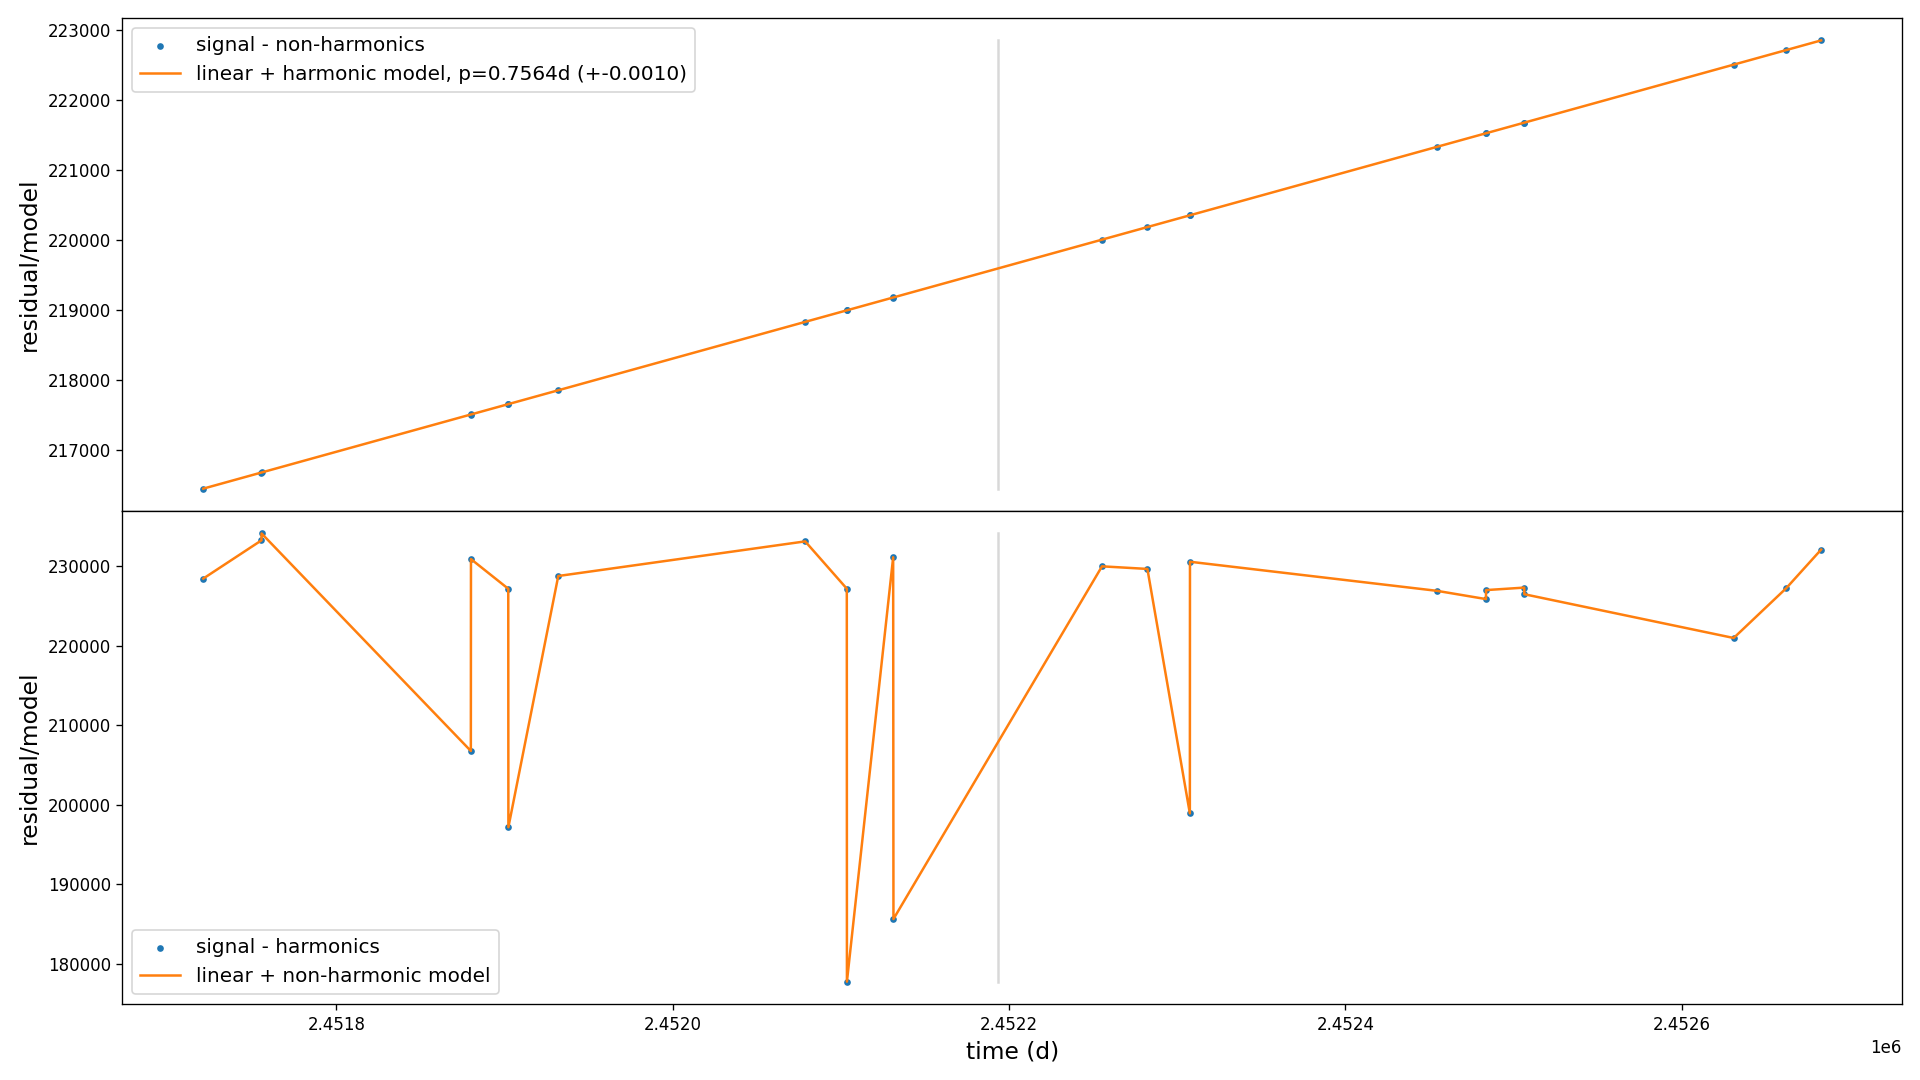 223000
222000
221000
220000
219000
218000
217000
residual/model
signal - non-harmonics
linear + harmonic model, p=0.7564d (+-0.0010)
230000
220000
210000
200000
190000
180000
residual/model
signal - harmonics
linear + non-harmonic model
2.4518 2.4520 2.4522 2.4524 2.4526
1e6
time (d)